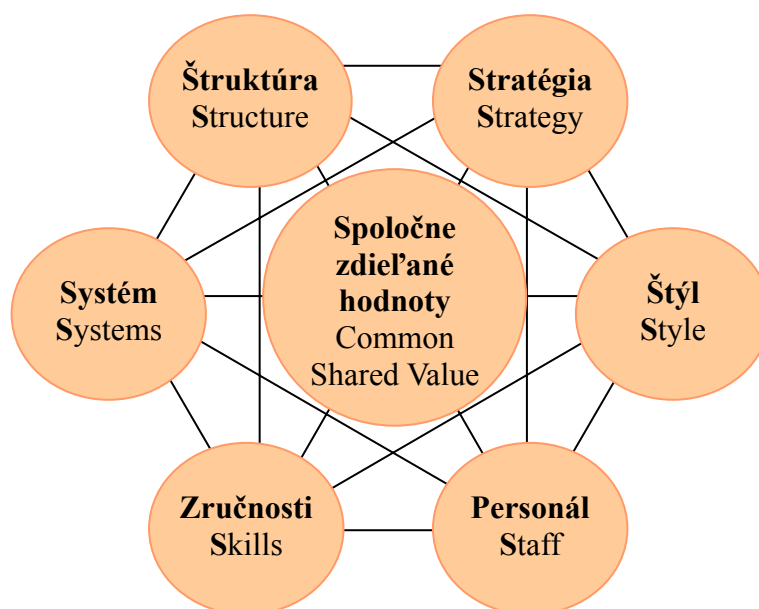 Štruktúra
Structure
Stratégia
Strategy
Spoločne
zdieľané
hodnoty
Common
Shared Value
Systém
Systems
Štýl
Style
Zručnosti
Skills
Personál
Staff